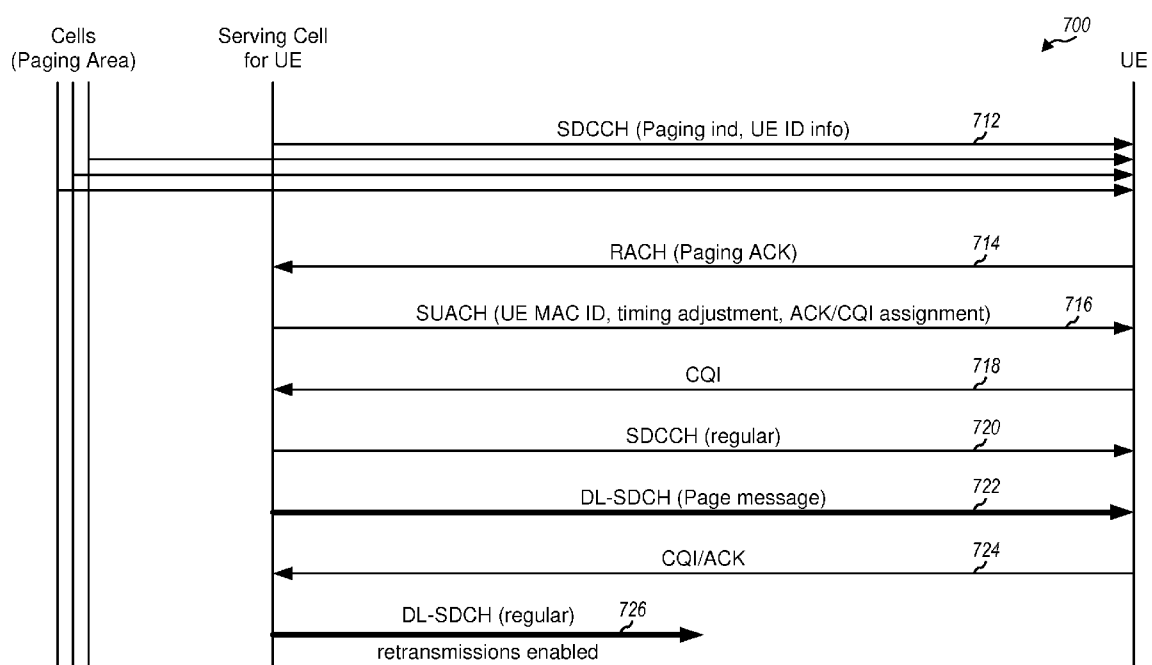 Cells
(Paging Area)
Serving Cell
for UE
700
UE
SDCCH (Paging ind, UE ID info)
712
RACH (Paging ACK)
714
SUACH (UE MAC ID, timing adjustment, ACK/CQI assignment)
716
CQI
718
SDCCH (regular)
720
DL-SDCH (Page message)
722
CQI/ACK
724
DL-SDCH (regular)
726
retransmissions enabled